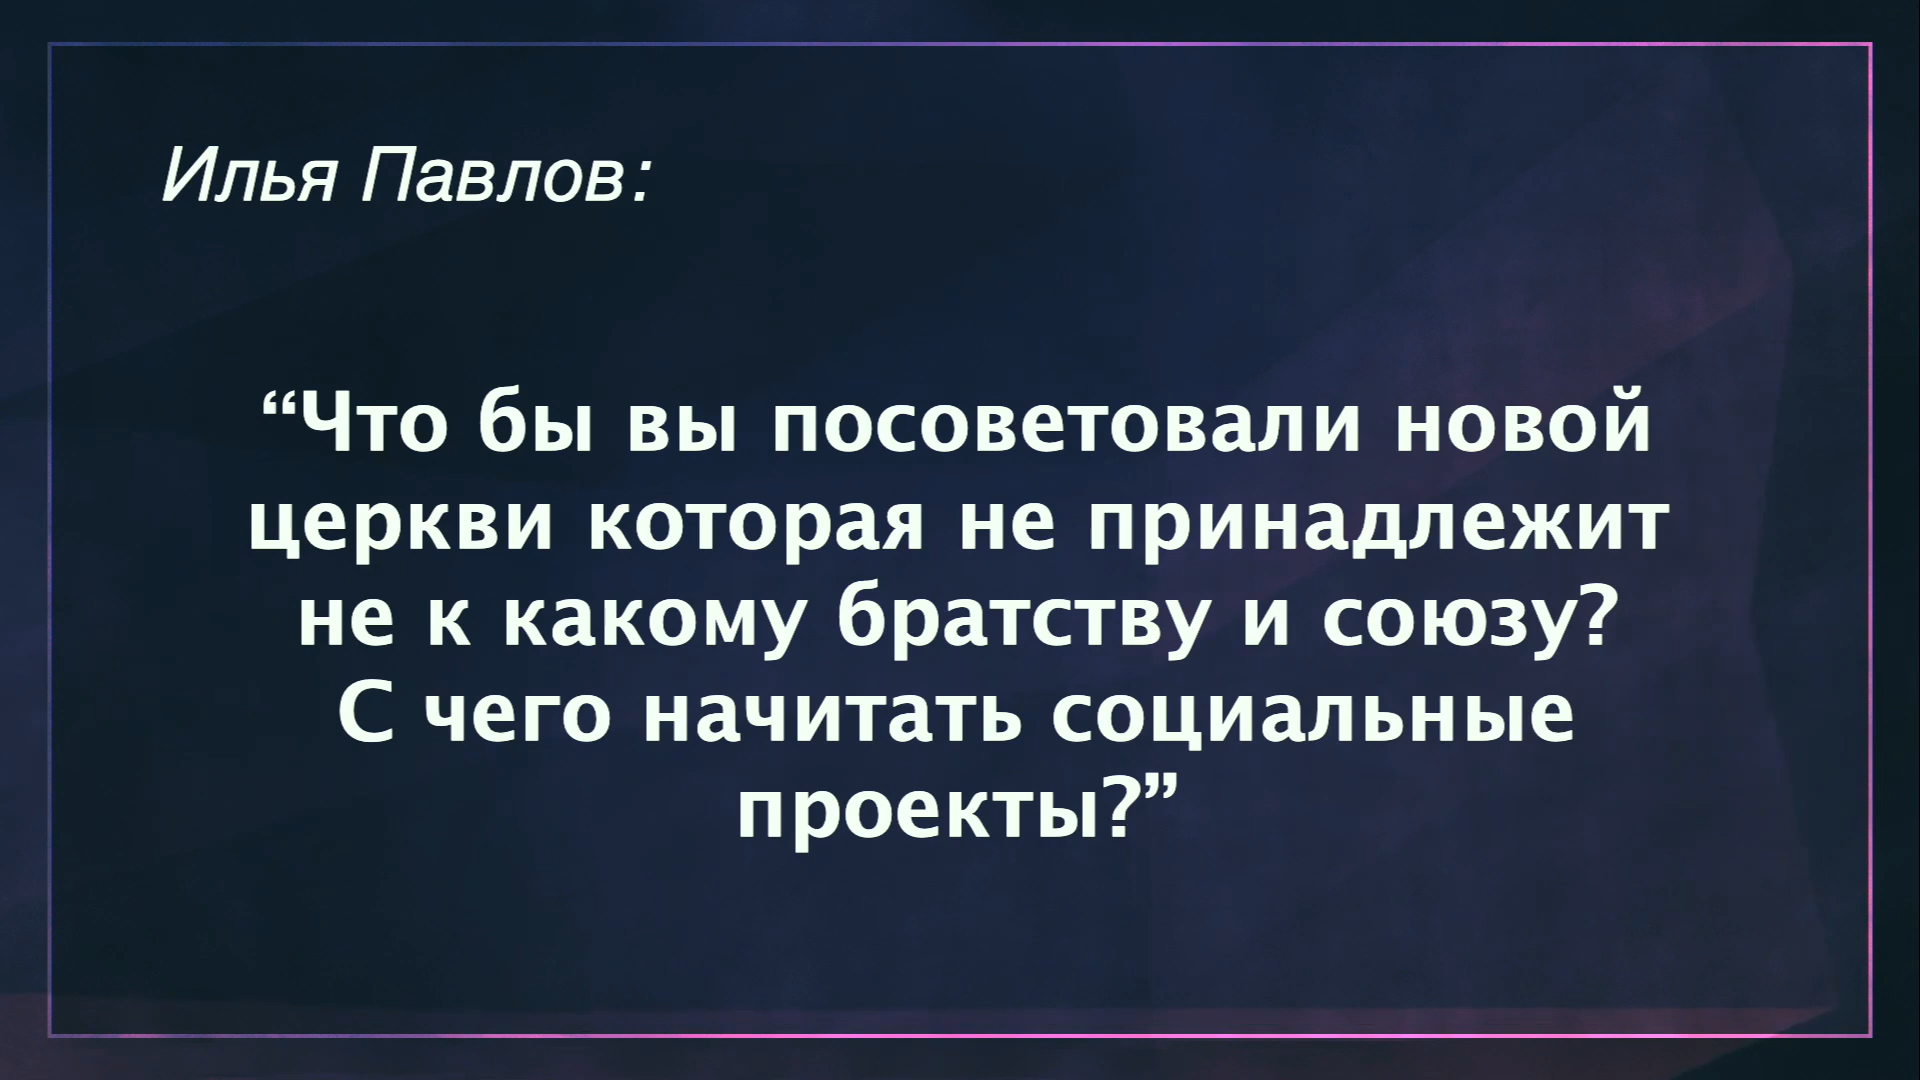 Илья Павлов:
“Что бы вы посоветовали новой
церкви которая не принадлежит
не к какому братству и союзу?
С чего начитать социальные
проекты?”